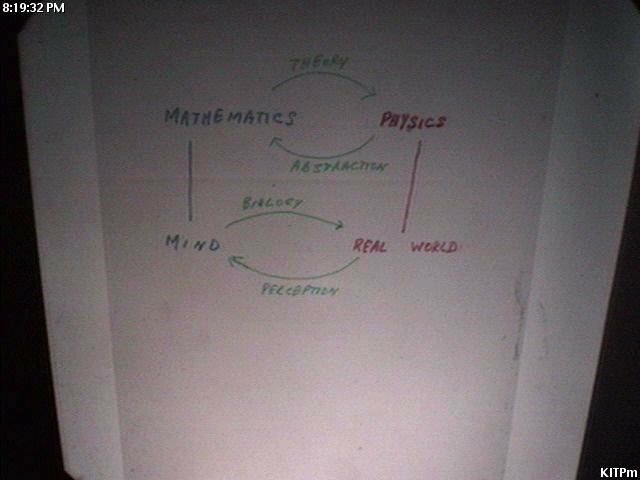 8:19:32 PM
THEORY
MATHEMATICS PHYSICS
ABSTRACTION
BIOLOGY
MIND REAL WORLD
PERCEPTION
KITPm